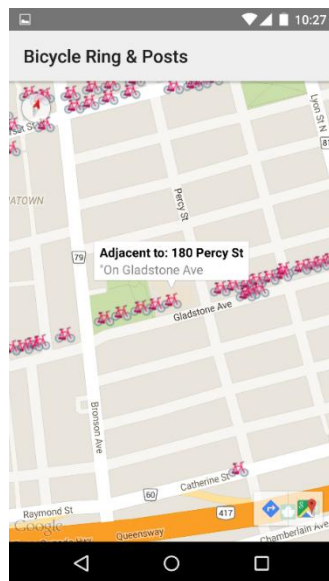 10:27
Bicycle Ring & Posts
Lyon St N
ATOWN
Percy St
79
Adjacent to: 180 Percy St
*On Gladstone Ave
Gladstone Ave
Bronson Ave
Catherine St
60
417
Raymond St
Google
Queensway
Chamberlain Ave